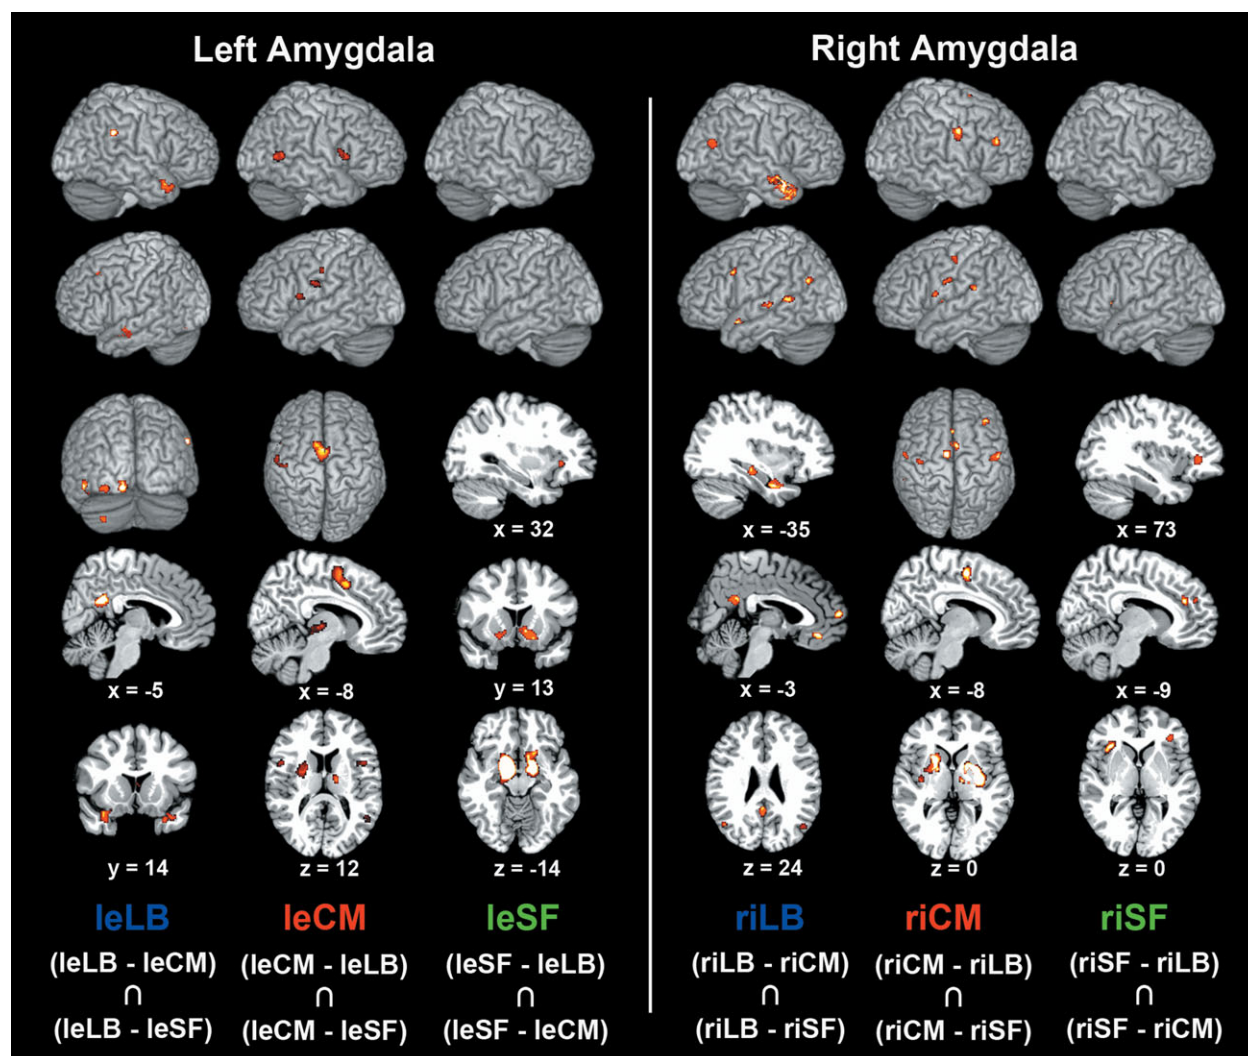 Left Amygdala
Right Amygdala
x = 32
x = -35
x = 73
x = -5
x = -8
y = 13
x = -3
x = -8
x = -9
y = 14
z = 12
z = -14
z = 24
z = 0
z = 0
leLB
leCM
leSF
riLB
riCM
riSF
(leLB - leCM)
(leCM - leLB)
(leSF - leLB)
(riLB - riCM)
(riCM - riLB)
(riSF - riLB)
∩
∩
∩
∩
∩
∩
(leLB - leSF)
(leCM - leSF)
(leSF - leCM)
(riLB - riSF)
(riCM - riSF)
(riSF - riCM)